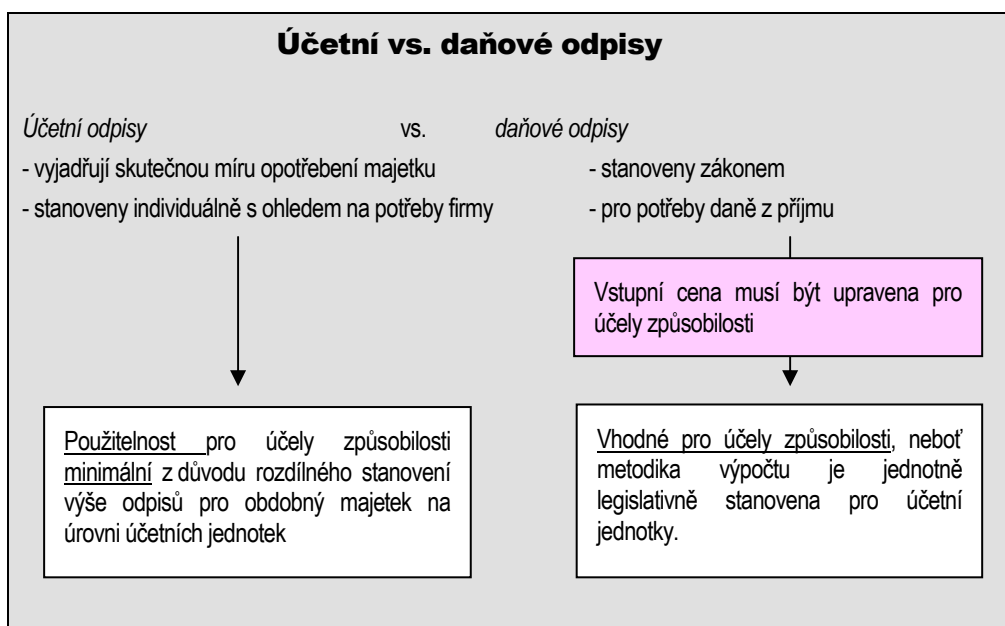 Účetní vs. daňové odpisy
Účetní odpisy vs. daňové odpisy
- vyjadřují skutečnou míru opotřebení majetku
- stanoveny zákonem
- stanoveny individuálně s ohledem na potřeby firmy
- pro potřeby daně z příjmu
Vstupní cena musí být upravena pro
účely způsobilosti
Použitelnost pro účely způsobilosti
minimální z důvodu rozdílného stanovení
výše odpisů pro obdobný majetek na
úrovni účetních jednotek
Vhodné pro účely způsobilosti, neboť
metodika výpočtu je jednotně
legislativně stanovena pro účetní
jednotky.